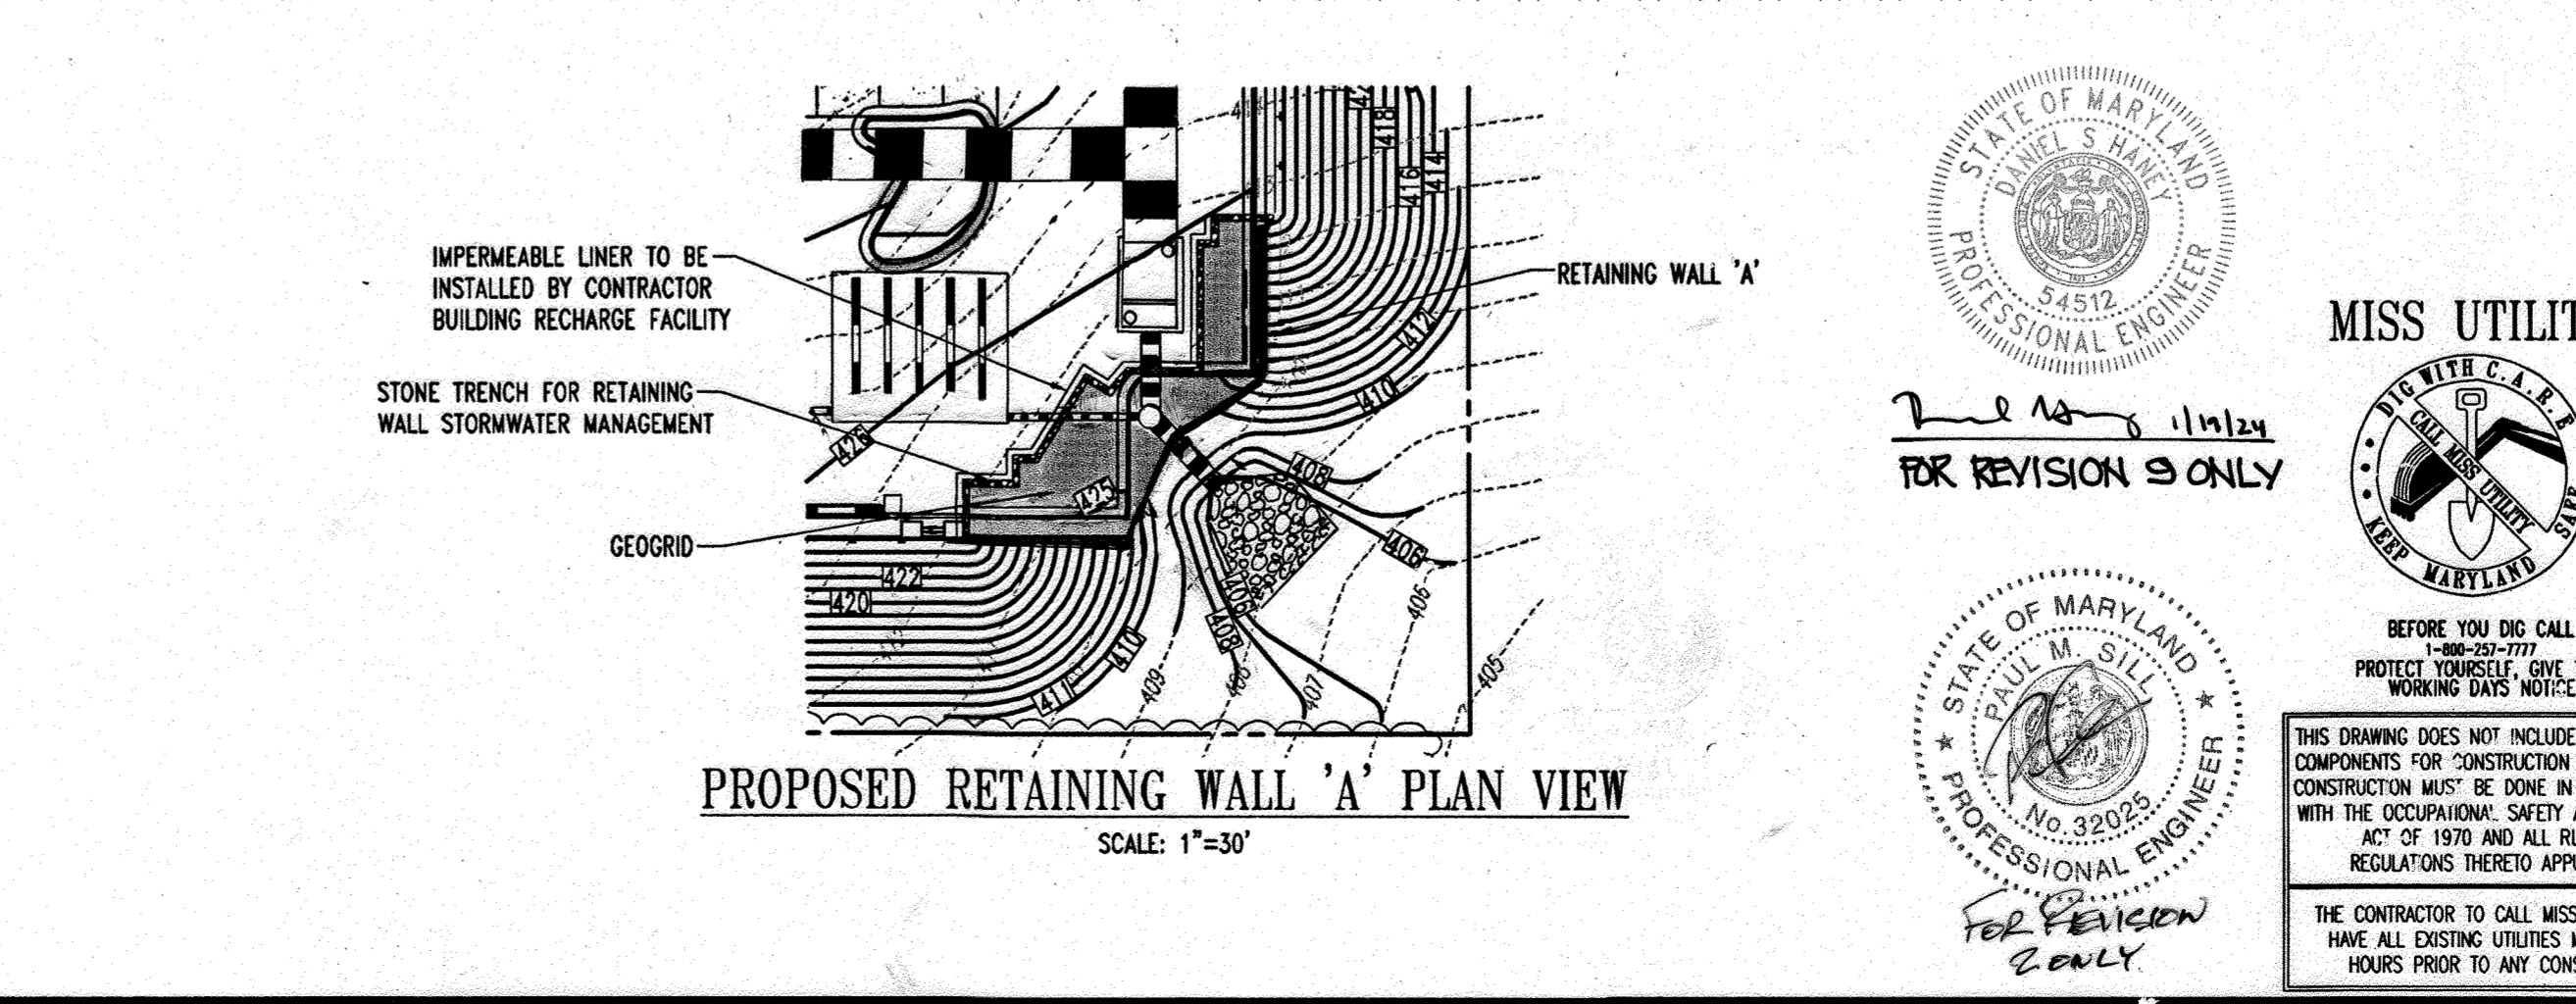 IMPERMEABLE LINER TO BE
INSTALLED BY CONTRACTOR
BUILDING RECHARGE FACILITY
STONE TRENCH FOR RETAINING
WALL STORMWATER MANAGEMENT
GEOGRID
RETAINING WALL 'A'
418
416
414
412
410
408
406
426
425
422
420
406
408
410
411
409
407
406
405
PROPOSED RETAINING WALL 'A' PLAN VIEW
SCALE: 1"=30'
STATE OF MARYLAND
DANIEL S HANEY
54512
PROFESSIONAL ENGINEER
1/19/24
FOR REVISION 9 ONLY
STATE OF MARYLAND
PAUL M. SILL
No. 32025
PROFESSIONAL ENGINEER
FOR REVISION
2 ONLY
MISS UTILIT
DIG WITH C.A.R.E
CALL MISS UTILITY
KEEP MARYLAND SAFE
BEFORE YOU DIG CALL
1-800-257-7777
PROTECT YOURSELF, GIVE
WORKING DAYS NOTICE
THIS DRAWING DOES NOT INCLUDE
COMPONENTS FOR CONSTRUCTION
CONSTRUCTION MUST BE DONE IN
WITH THE OCCUPATIONAL SAFETY
ACT OF 1970 AND ALL RU
REGULATIONS THERETO APP
THE CONTRACTOR TO CALL MISS
HAVE ALL EXISTING UTILITIES
HOURS PRIOR TO ANY CONS